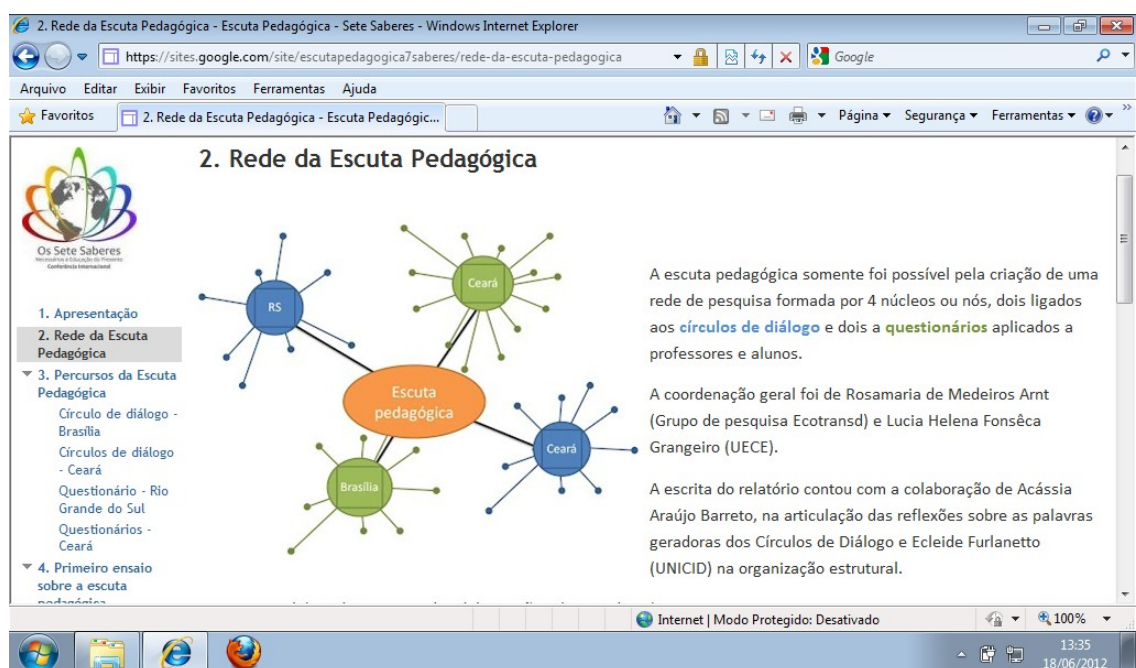 2. Rede da Escuta Pedagógica - Escuta Pedagógica - Sete Saberes - Windows Internet Explorer
https://sites.google.com/site/escutapedagogica7saberes/rede-da-escuta-pedagogica
Google
Arquivo Editar Exibir Favoritos Ferramentas Ajuda
Favoritos
2. Rede da Escuta Pedagógica - Escuta Pedagógic...
Página Segurança Ferramentas
Os Sete Saberes
Necessários à Educação do Presente
Conferência Internacional
1. Apresentação
2. Rede da Escuta
Pedagógica
3. Percursos da Escuta
Pedagógica
Círculo de diálogo -
Brasília
Círculos de diálogo
- Ceará
Questionário - Rio
Grande do Sul
Questionários -
Ceará
4. Primeiro ensaio
sobre a escuta
pedagógica
2. Rede da Escuta Pedagógica
RS
Ceará
Escuta
pedagógica
Ceará
Brasília
A escuta pedagógica somente foi possível pela criação de uma
rede de pesquisa formada por 4 núcleos ou nós, dois ligados
aos círculos de diálogo e dois a questionários aplicados a
professores e alunos.
A coordenação geral foi de Rosamaria de Medeiros Arnt
(Grupo de pesquisa Ecotransd) e Lucia Helena Fonsêca
Grangeiro (UECE).
A escrita do relatório contou com a colaboração de Acássia
Araújo Barreto, na articulação das reflexões sobre as palavras
geradoras dos Círculos de Diálogo e Ecleide Furlanetto
(UNICID) na organização estrutural.
Internet | Modo Protegido: Desativado
100%
13:35
18/06/2012